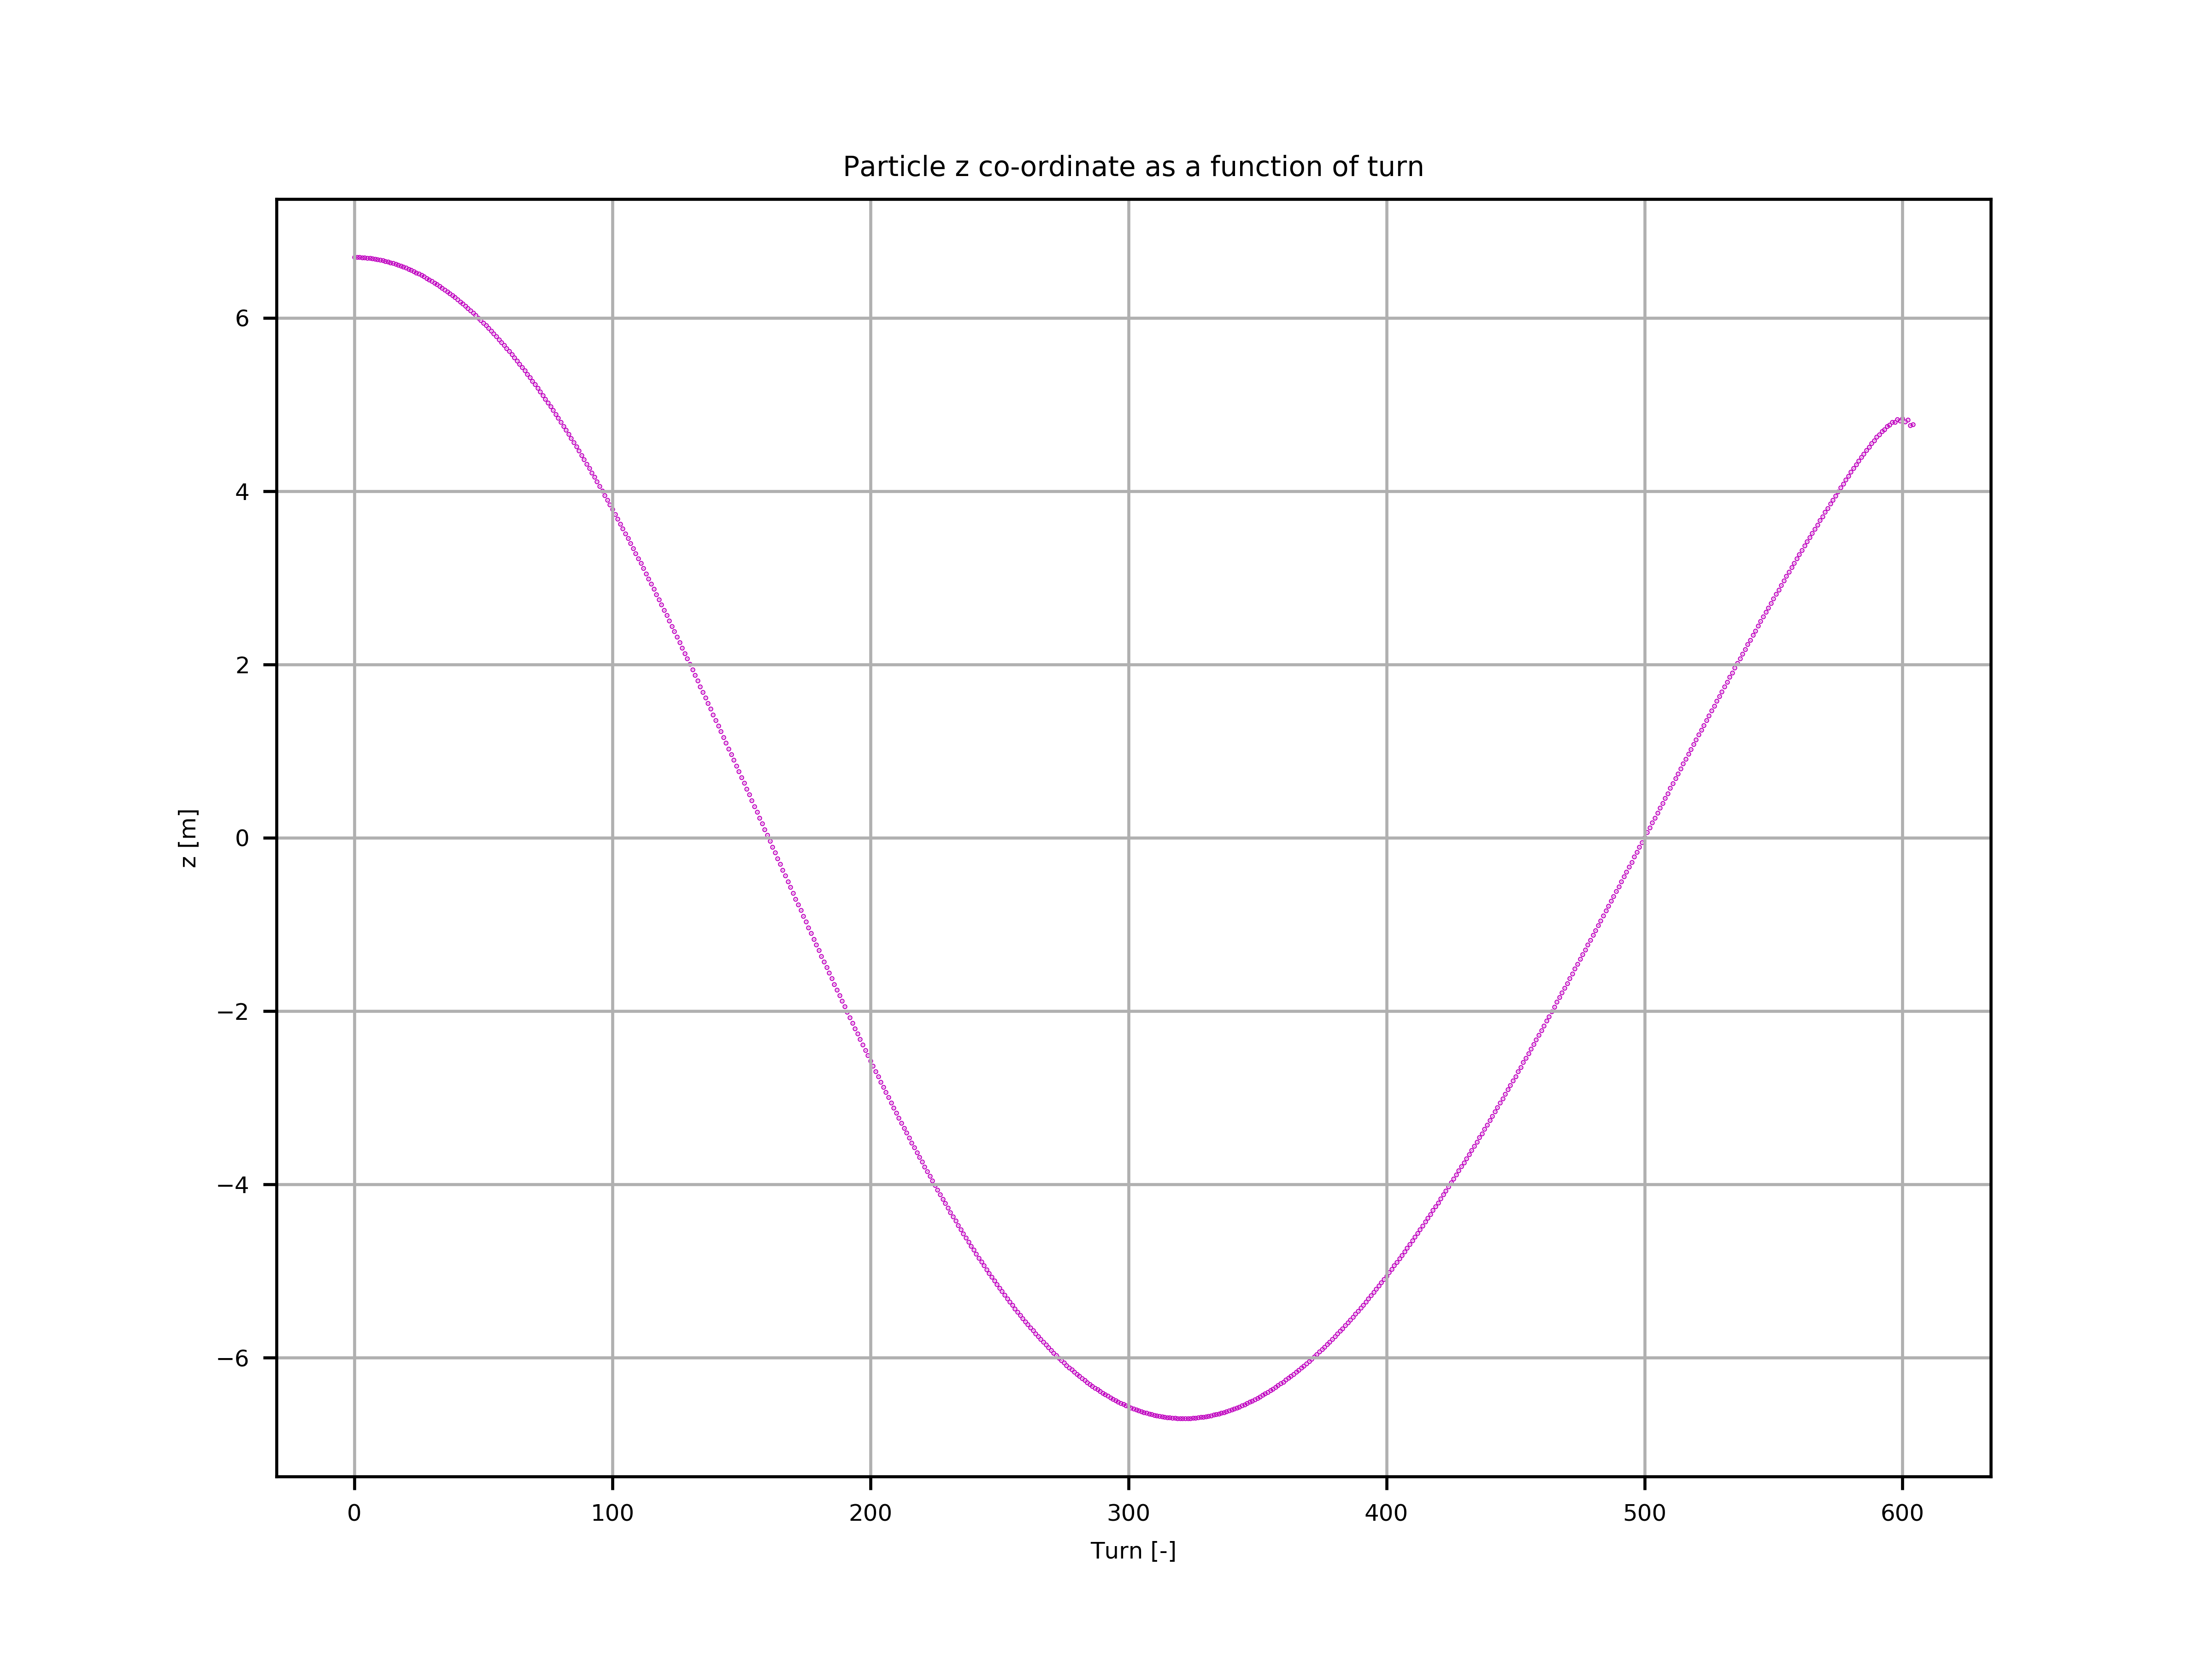 Particle z co-ordinate as a function of turn
6
4
2
0
−2
−4
−6
z [m]
0 100 200 300 400 500 600
Turn [-]